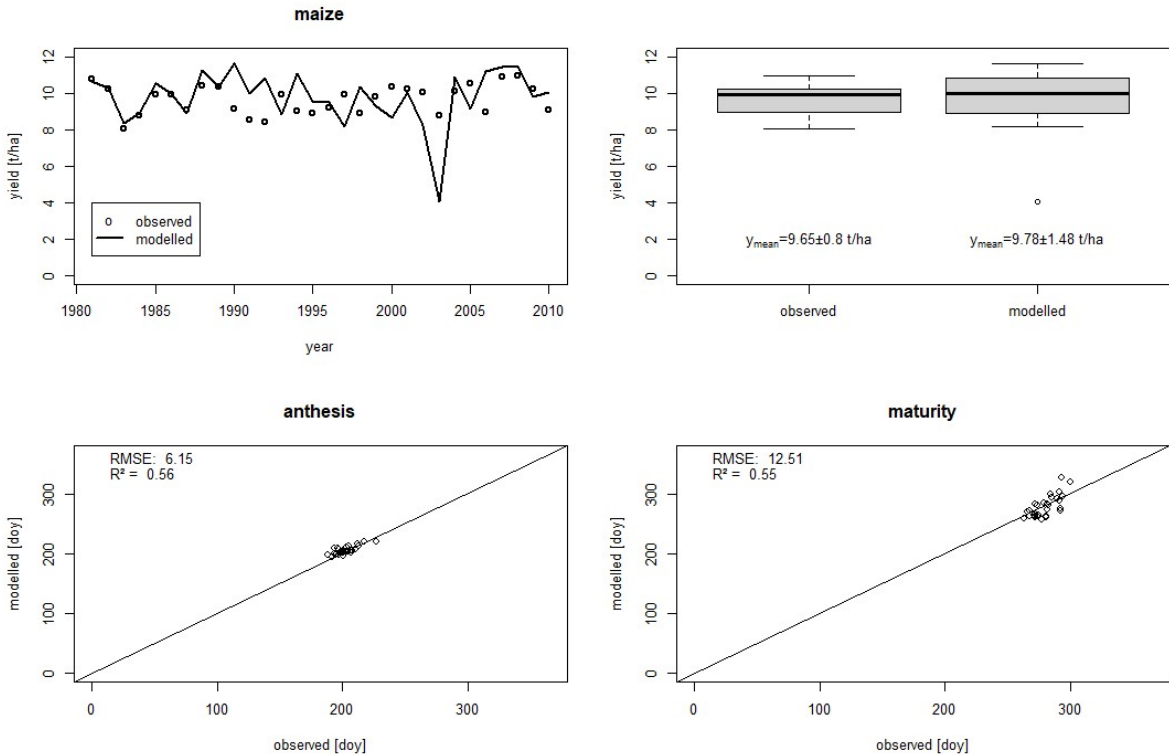 maize
yield [t/ha]
12
10
8
6
4
2
0
observed
modelled
1980 1985 1990 1995 2000 2005 2010
year
yield [t/ha]
12
10
8
6
4
2
0
ymean=9.65±0.8 t/ha ymean=9.78±1.48 t/ha
observed modelled
anthesis
RMSE: 6.15
R² = 0.56
modelled [doy]
300
200
100
0
0 100 200 300
observed [doy]
maturity
RMSE: 12.51
R² = 0.55
modelled [doy]
300
200
100
0
0 100 200 300
observed [doy]